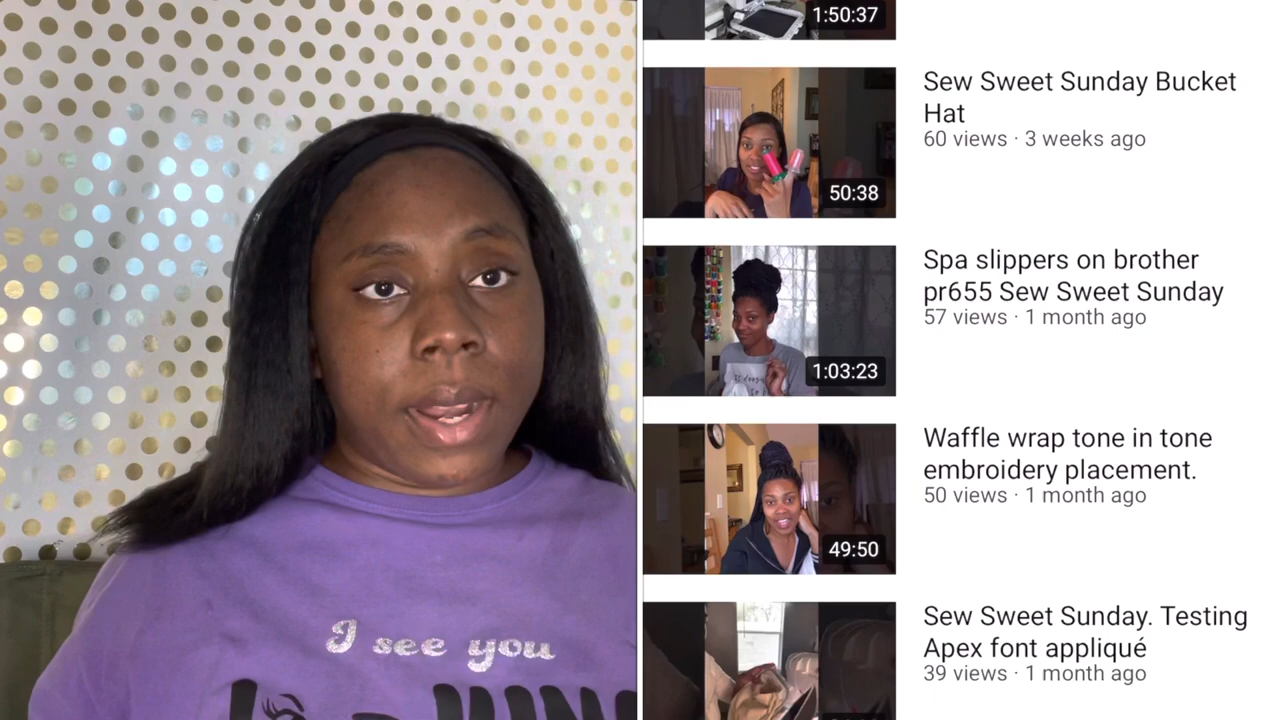 I see you
1:50:37
Sew Sweet Sunday Bucket
Hat
60 views · 3 weeks ago
50:38
Spa slippers on brother
pr655 Sew Sweet Sunday
57 views · 1 month ago
1:03:23
Waffle wrap tone in tone
embroidery placement.
50 views · 1 month ago
49:50
Sew Sweet Sunday. Testing
Apex font appliqué
39 views · 1 month ago